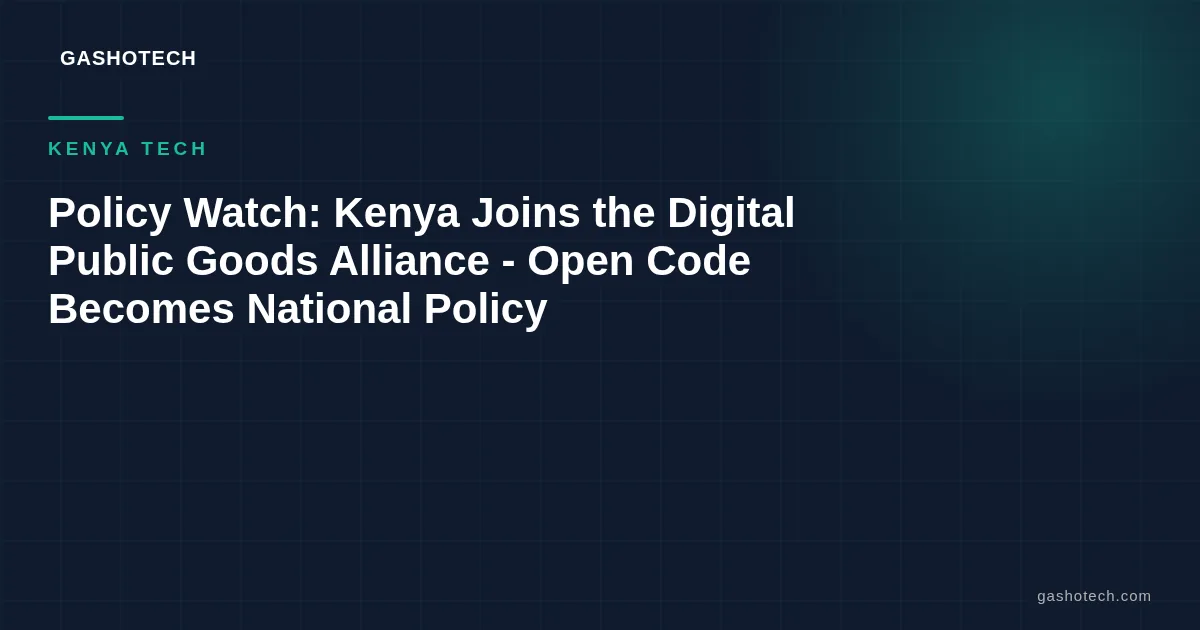 GASHOTECH
KENYA TECH
Policy Watch: Kenya Joins the Digital
Public Goods Alliance - Open Code
Becomes National Policy
gashotech.com